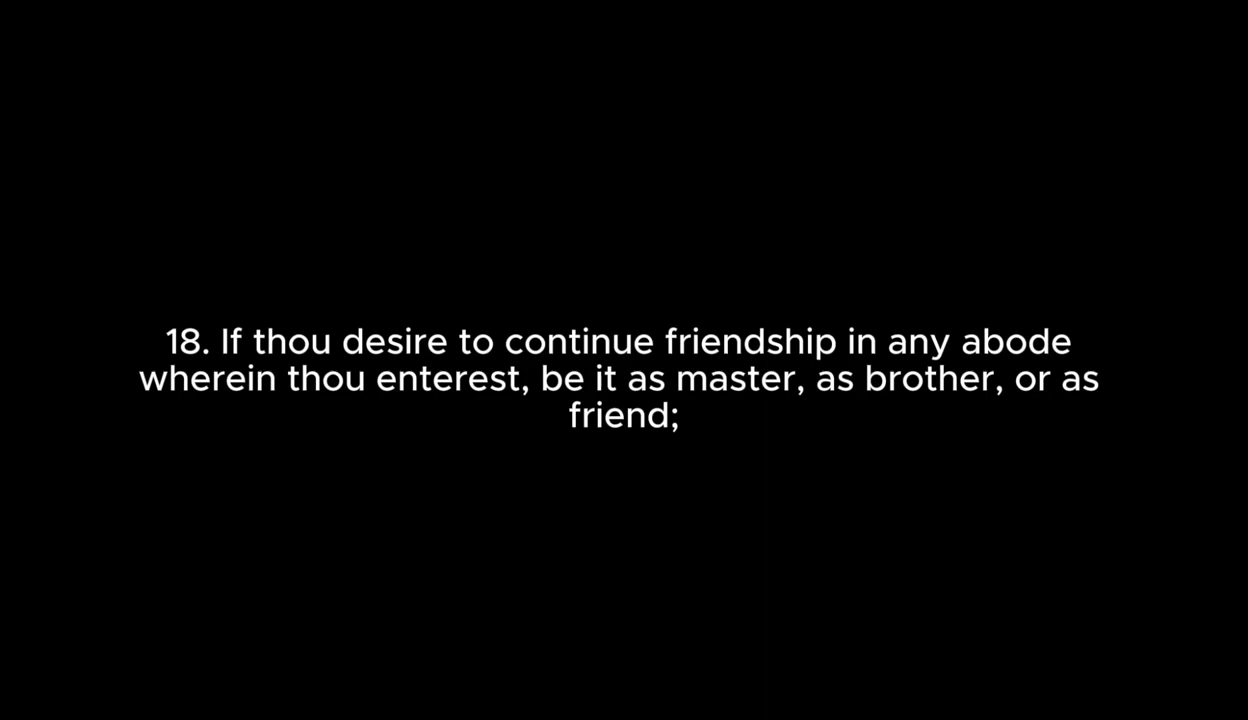 18. If thou desire to continue friendship in any abode
wherein thou enterest, be it as master, as brother, or as
friend;